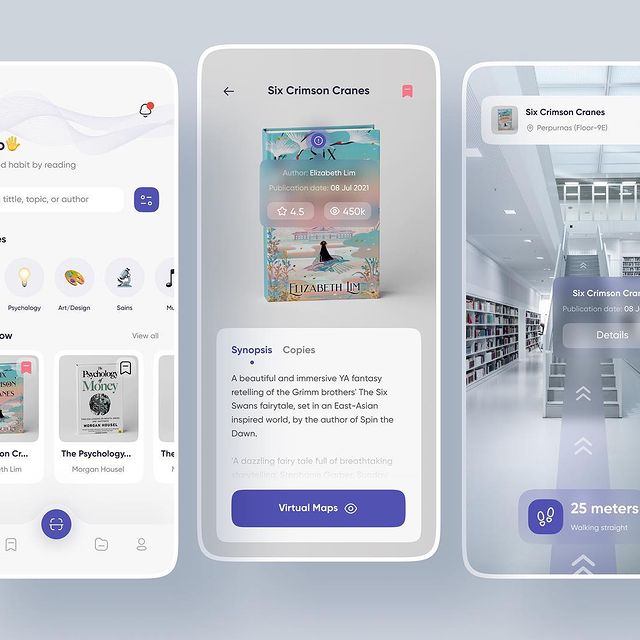 d habit by reading
tittle, topic, or author
es
Psychology
Art/Design
Sains
Mu
ow
View all
The Psychology of Money
MORGAN HOUSEL
on Cr...
eth Lim
The Psychology...
Morgan Housel
The
Six Crimson Cranes
SIX
Author: Elizabeth Lim
Publication date: 08 Jul 2021
4.5
450k
ELIZABETH LIM
Synopsis
Copies
A beautiful and immersive YA fantasy
retelling of the Grimm brothers' The Six
Swans fairytale, set in an East-Asian
inspired world, by the author of Spin the
Dawn.
'A dazzling fairy tale full of breathtaking
storytelling.' Stephanie Garber, Sunday
Virtual Maps
Six Crimson Cranes
Perpurnas (Floor-9E)
Six Crimson Cran
Publication date: 08 J
Details
25 meters
Walking straight